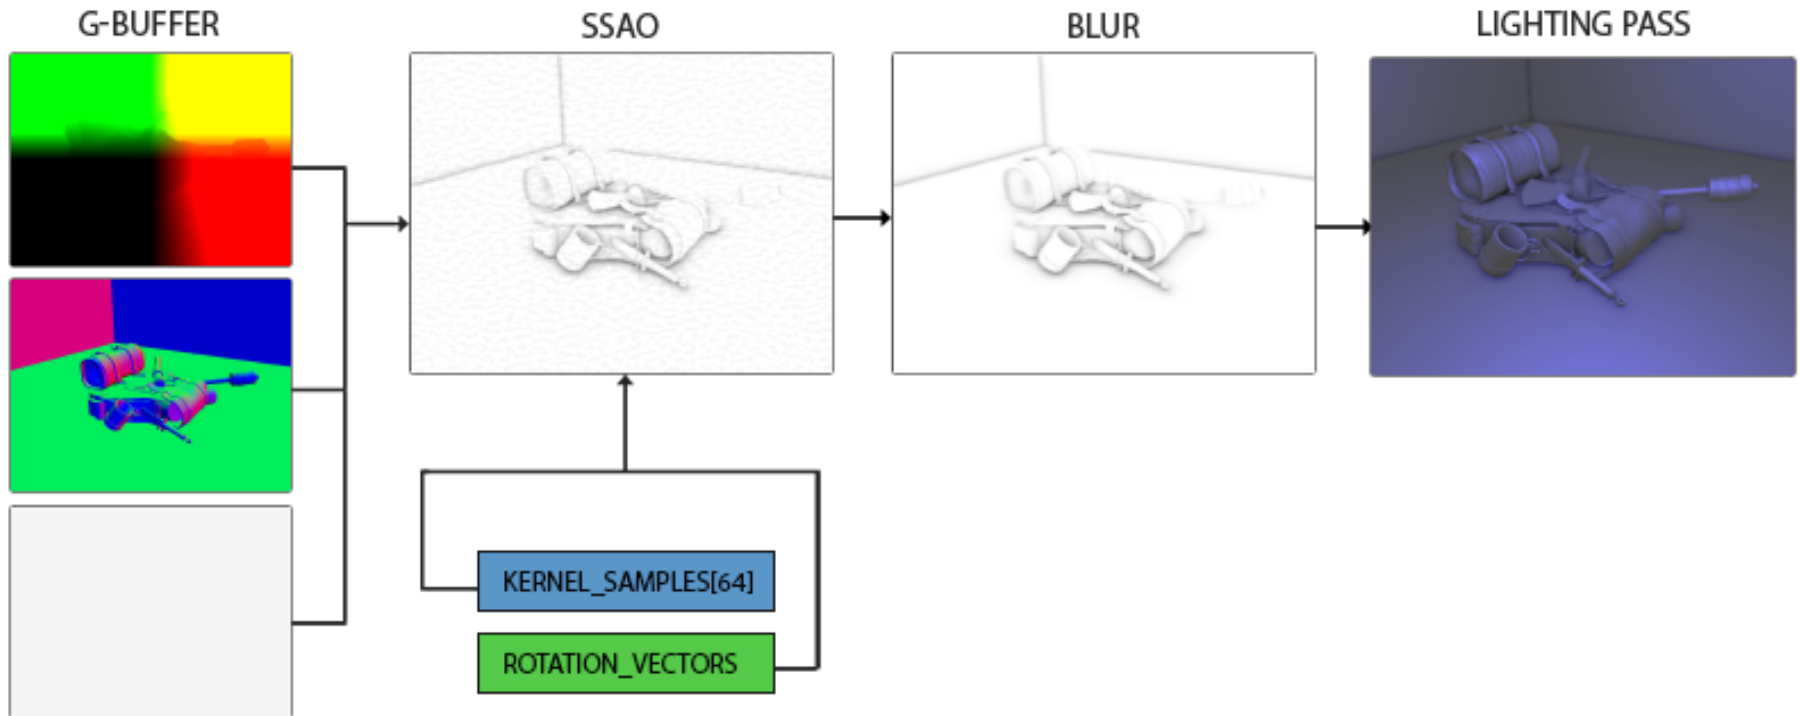 G-BUFFER
SSAO
BLUR
LIGHTING PASS
KERNEL_SAMPLES[64]
ROTATION_VECTORS